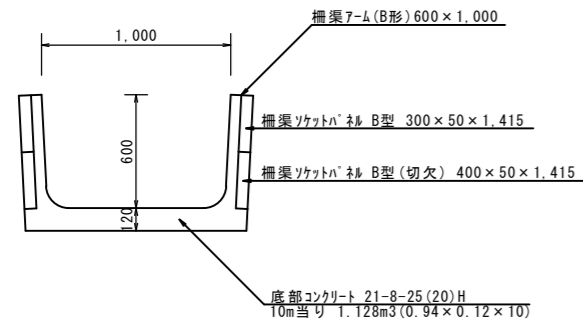 柵渠ｱｰﾑ(B形)600×1,000
1,000
柵渠ｿｹｯﾄﾊﾟﾈﾙ B型 300×50×1,415
600
柵渠ｿｹｯﾄﾊﾟﾈﾙ B型(切欠) 400×50×1,415
120
底部ｺﾝｸﾘｰﾄ 21-8-25(20)H
10m当り 1.128m3(0.94×0.12×10)